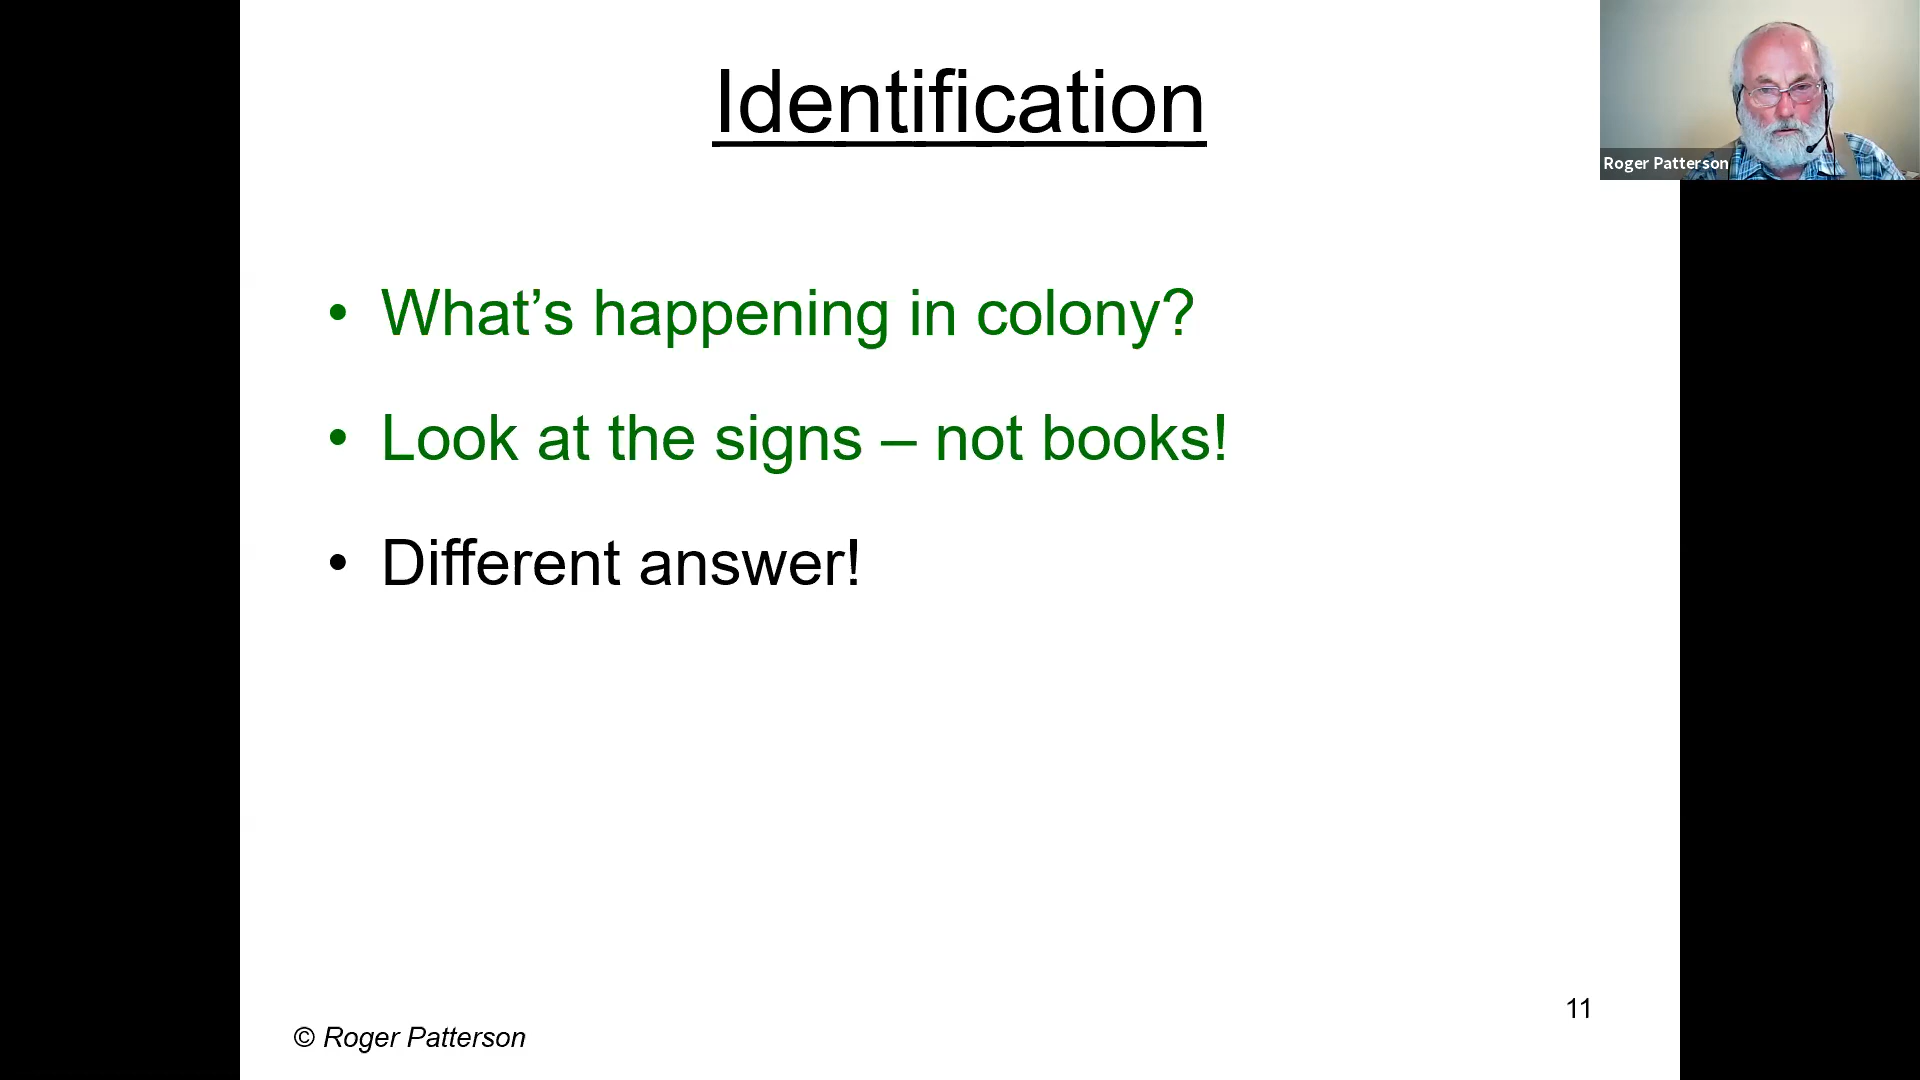 Identification
Roger Patterson
• What’s happening in colony?
• Look at the signs – not books!
• Different answer!
11
© Roger Patterson